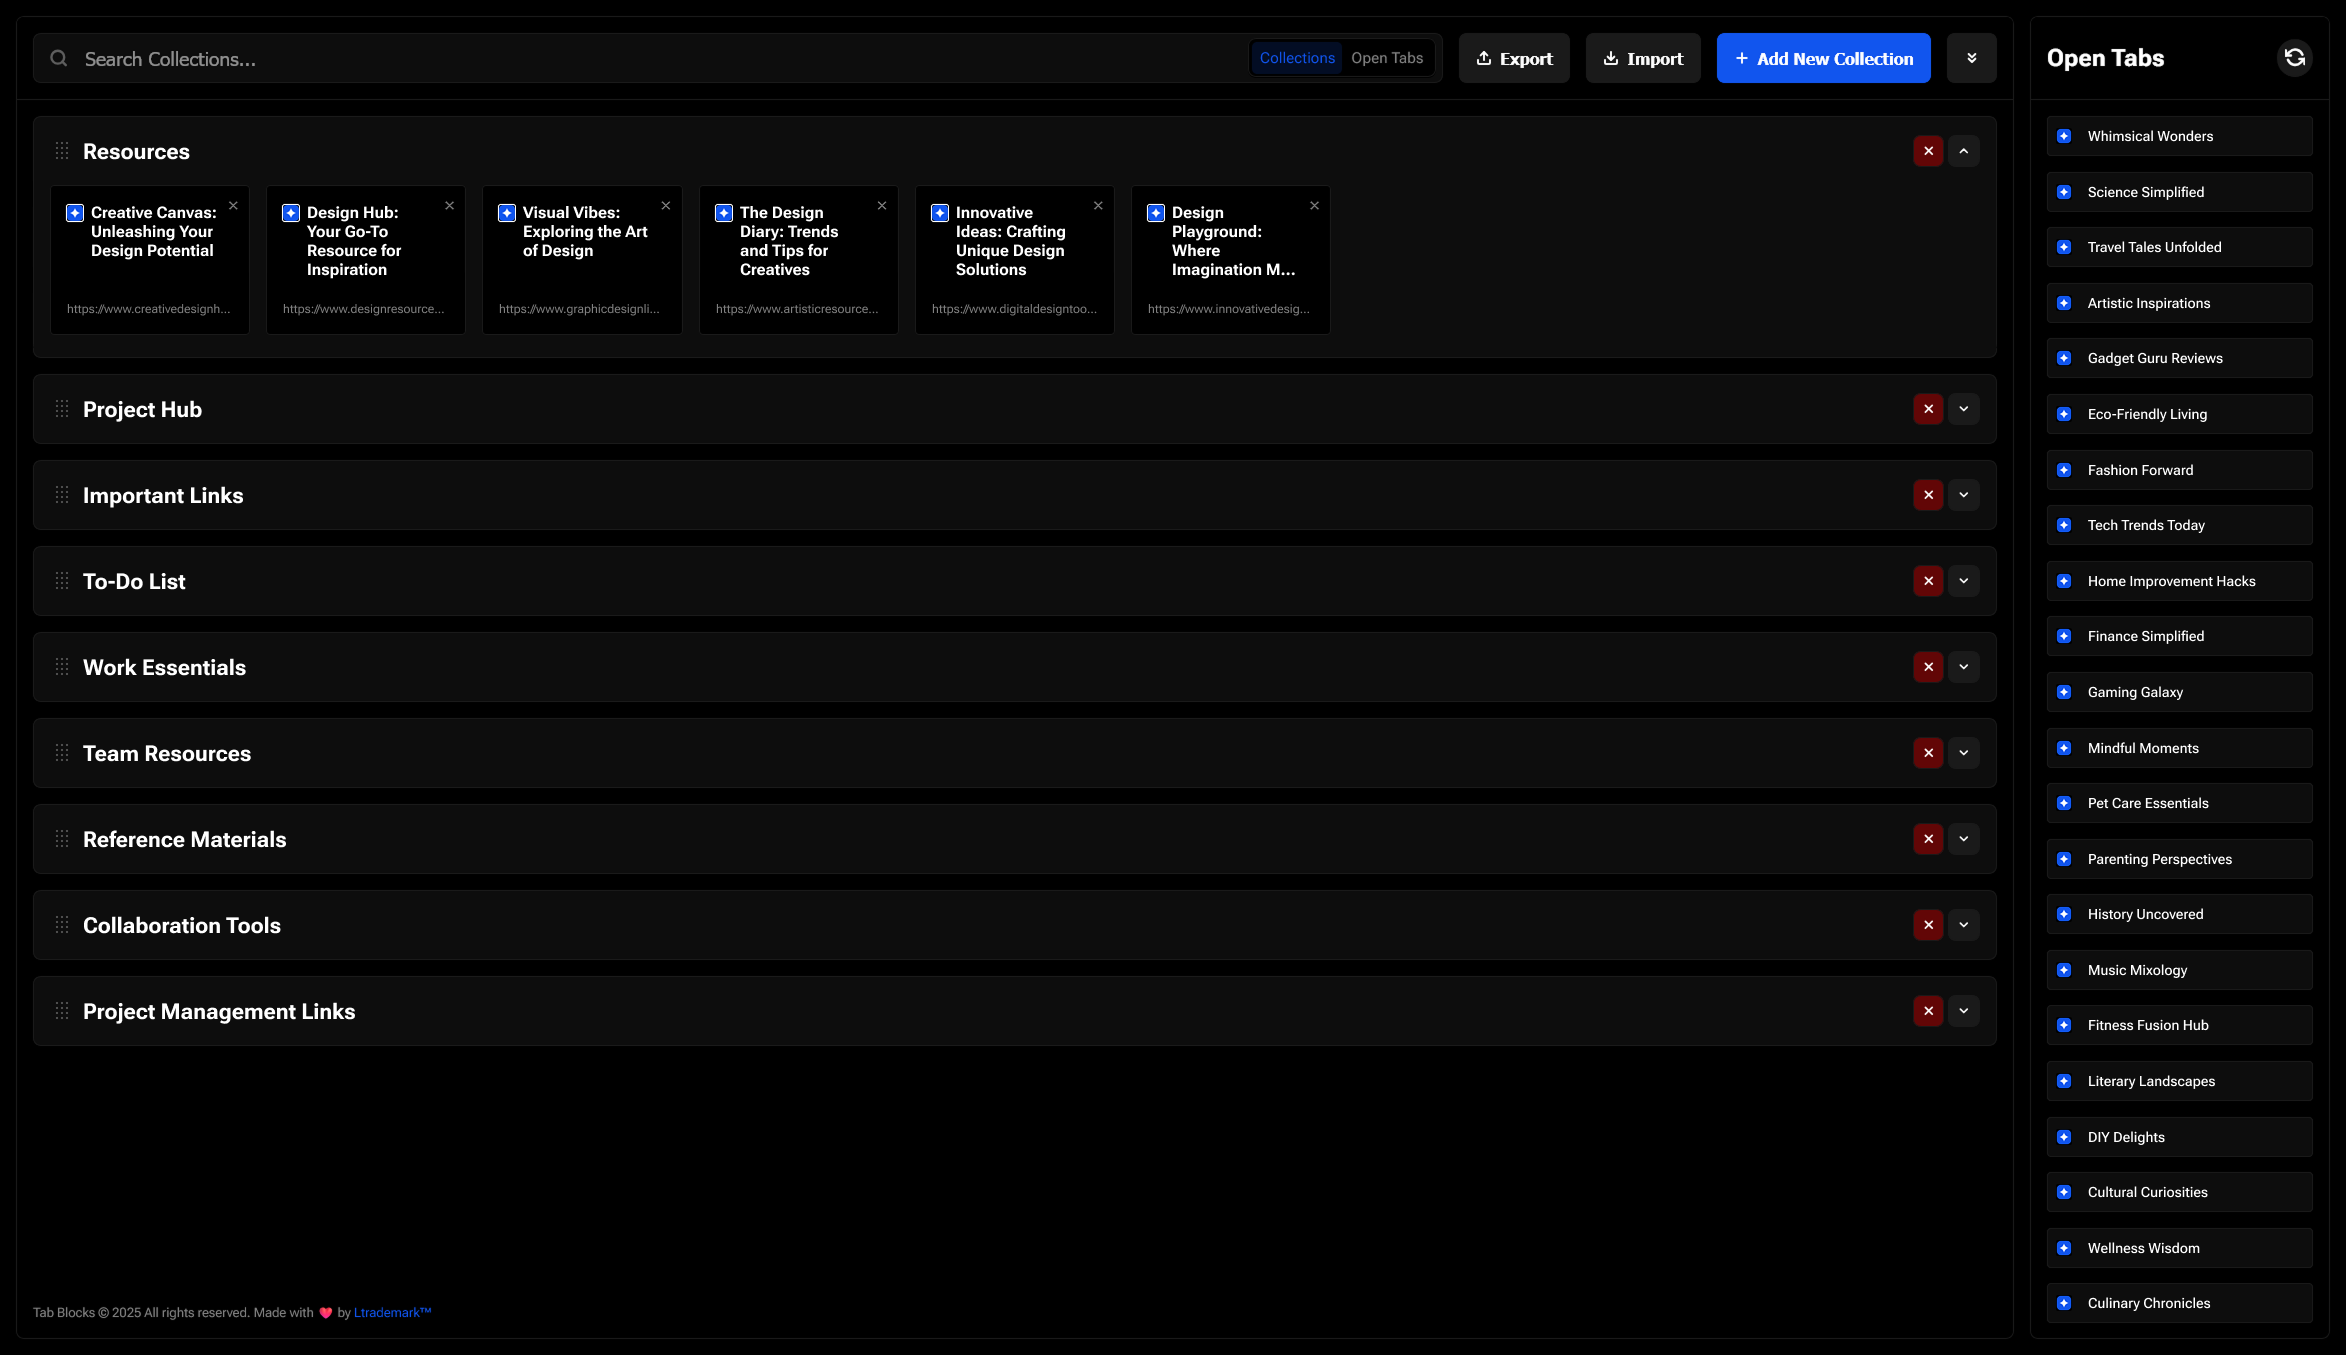 Search Collections...
Collections
Open Tabs
Export
Import
+ Add New Collection
Resources
Creative Canvas:
Unleashing Your
Design Potential
https://www.creativedesignh...
Design Hub:
Your Go-To
Resource for
Inspiration
https://www.designresource...
Visual Vibes:
Exploring the Art
of Design
https://www.graphicdesignli...
The Design
Diary: Trends
and Tips for
Creatives
https://www.artisticresource...
Innovative
Ideas: Crafting
Unique Design
Solutions
https://www.digitaldesigntoo...
Design
Playground:
Where
Imagination M...
https://www.innovativedesig...
Project Hub
Important Links
To-Do List
Work Essentials
Team Resources
Reference Materials
Collaboration Tools
Project Management Links
Tab Blocks © 2025 All rights reserved. Made with ❤ by Ltrademark™
Open Tabs
Whimsical Wonders
Science Simplified
Travel Tales Unfolded
Artistic Inspirations
Gadget Guru Reviews
Eco-Friendly Living
Fashion Forward
Tech Trends Today
Home Improvement Hacks
Finance Simplified
Gaming Galaxy
Mindful Moments
Pet Care Essentials
Parenting Perspectives
History Uncovered
Music Mixology
Fitness Fusion Hub
Literary Landscapes
DIY Delights
Cultural Curiosities
Wellness Wisdom
Culinary Chronicles